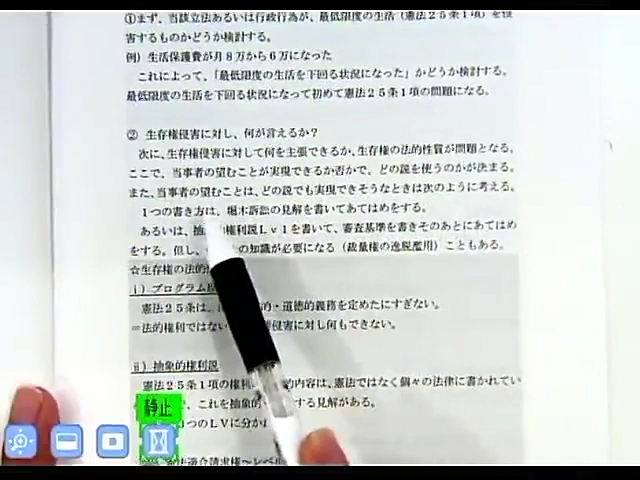 ①まず、当該立法あるいは行政行為が、最低限度の生活（憲法２５条１項）を侵
害するものかどうか検討する。
例）生活保護費が月８万から６万になった
これによって、「最低限度の生活を下回る状況になった」かどうか検討する。
最低限度の生活を下回る状況になって初めて憲法２５条１項の問題になる。
② 生存権侵害に対し、何が言えるか？
次に、生存権侵害に対して何を主張できるか、生存権の法的性質が問題となる。
ここで、当事者の望むことが実現できるか否かで、どの説を使うのかが決まる。
また、当事者の望むことは、どの説でも実現できそうなときは次のように考える。
１つの書き方は、堀木訴訟の見解を書いてあてはめをする。
あるいは、抽 権利説Ｌｖ１を書いて、審査基準を書きそのあとにあてはめ
をする。但し、 の知識が必要になる（裁量権の逸脱濫用）こともある。
☆生存権の法的
ⅰ）プログラム
憲法２５条は、 的・道徳的義務を定めたにすぎない。
＝法的権利ではない 侵害に対し何もできない。
ⅱ）抽象的権利説
憲法２５条１項の権利 的内容は、憲法ではなく個々の法律に書かれてい
、これを抽象的 する見解がある。
つのＬＶに分か
静止